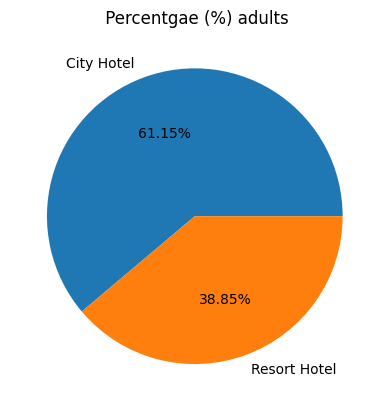 Percentgae (%) adults
City Hotel
61.15%
38.85%
Resort Hotel